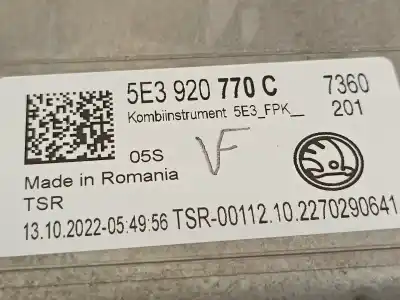 5E3 920 770 C 7360
Kombiinstrument 5E3_FPK__ 201
05S VF
Made in Romania
TSR
13.10.2022-05:49:56 TSR-00112.10.2270290641